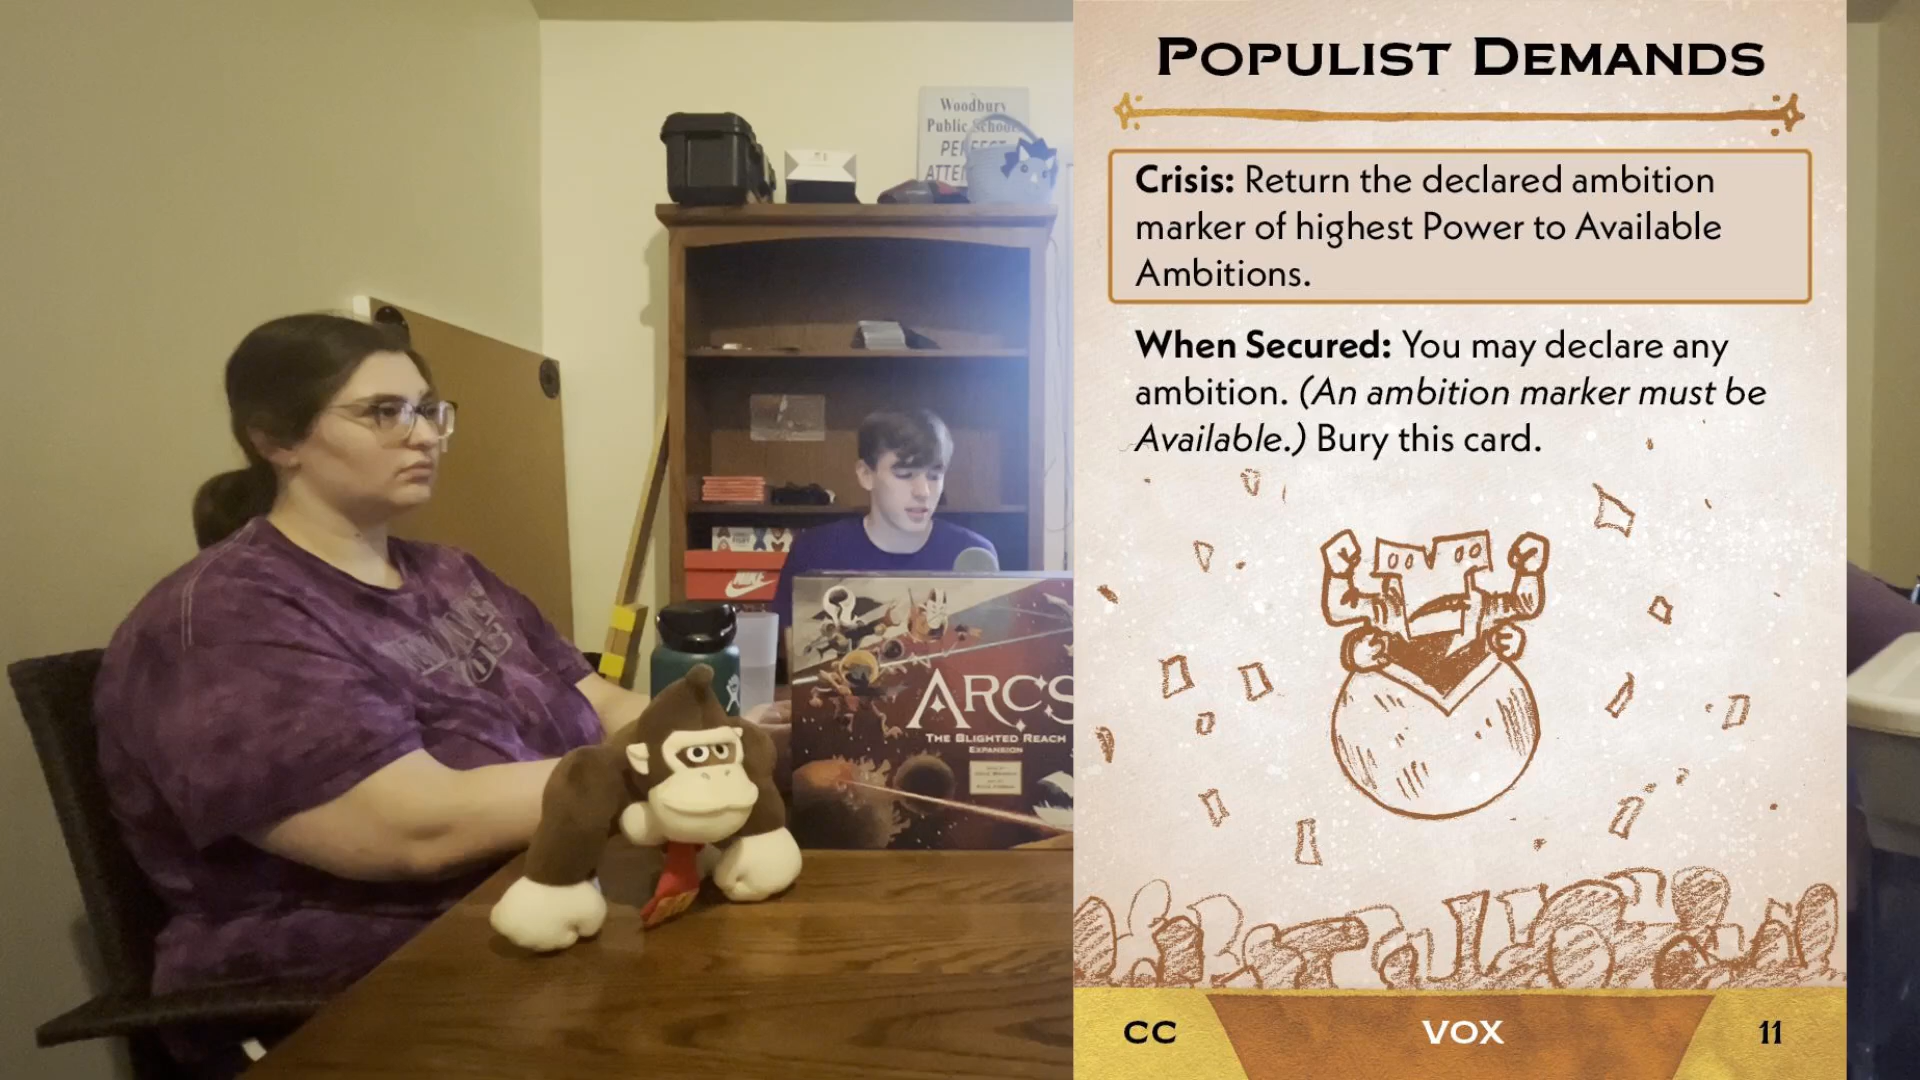 Woodbury
Public School
PERFECT
POPULIST DEMANDS
Crisis: Return the declared ambition
marker of highest Power to Available
Ambitions.
When Secured: You may declare any
ambition. (An ambition marker must be
Available.) Bury this card.
NIKE
ARCS
THE BLIGHTED REACH
EXPANSION
CC
VOX
11